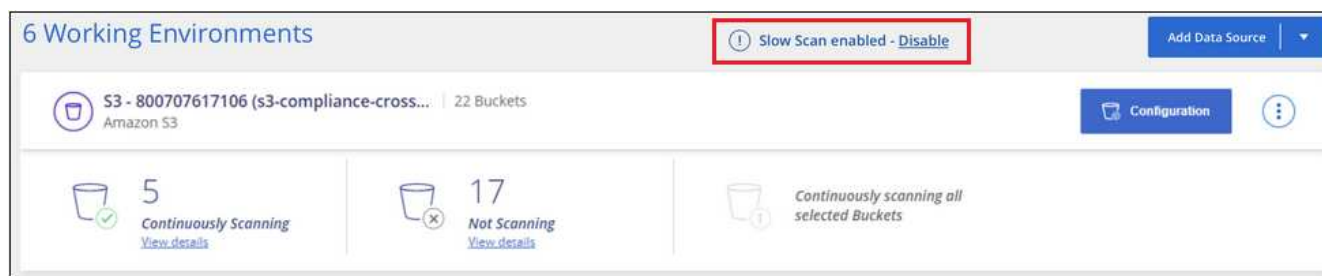 6 Working Environments
Slow Scan enabled - Disable
Add Data Source
S3 - 800707617106 (s3-compliance-cross... 22 Buckets
Amazon S3
Configuration
5
Continuously Scanning
View details
17
Not Scanning
View details
Continuously scanning all
selected Buckets